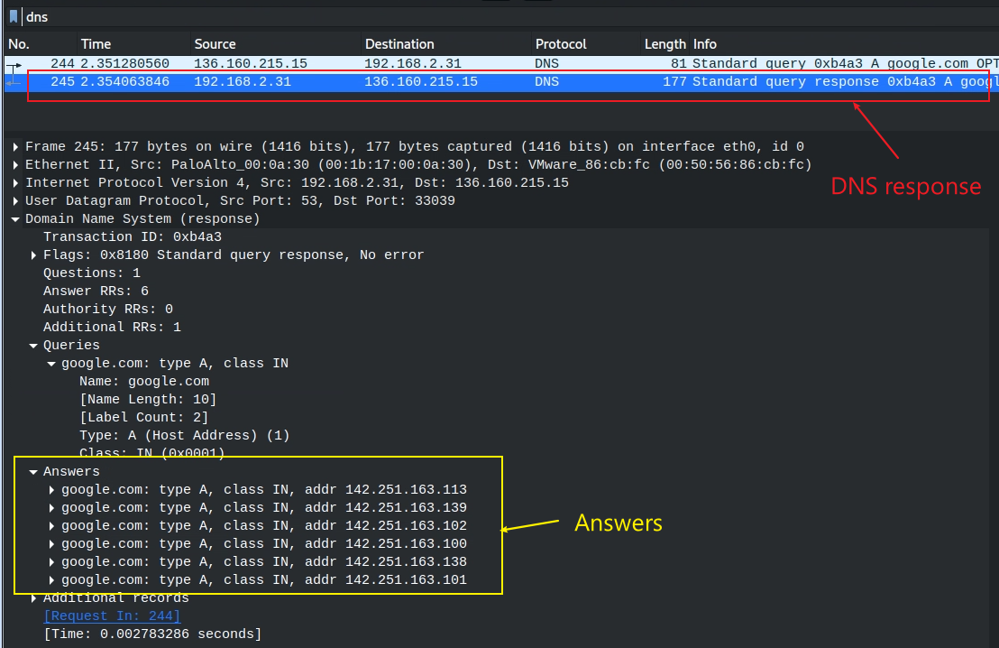 dns
No. Time Source Destination Protocol Length Info
244 2.351280560 136.160.215.15 192.168.2.31 DNS 81 Standard query 0xb4a3 A google.com OPT
245 2.354063846 192.168.2.31 136.160.215.15 DNS 177 Standard query response 0xb4a3 A googl
Frame 245: 177 bytes on wire (1416 bits), 177 bytes captured (1416 bits) on interface eth0, id 0
Ethernet II, Src: PaloAlto_00:0a:30 (00:1b:17:00:0a:30), Dst: VMware_86:cb:fc (00:50:56:86:cb:fc)
Internet Protocol Version 4, Src: 192.168.2.31, Dst: 136.160.215.15
DNS response
User Datagram Protocol, Src Port: 53, Dst Port: 33039
Domain Name System (response)
Transaction ID: 0xb4a3
Flags: 0x8180 Standard query response, No error
Questions: 1
Answer RRs: 6
Authority RRs: 0
Additional RRs: 1
Queries
google.com: type A, class IN
Name: google.com
[Name Length: 10]
[Label Count: 2]
Type: A (Host Address) (1)
Class: IN (0x0001)
Answers
google.com: type A, class IN, addr 142.251.163.113
google.com: type A, class IN, addr 142.251.163.139
google.com: type A, class IN, addr 142.251.163.102
Answers
google.com: type A, class IN, addr 142.251.163.100
google.com: type A, class IN, addr 142.251.163.138
google.com: type A, class IN, addr 142.251.163.101
Additional records
[Request In: 244]
[Time: 0.002783286 seconds]